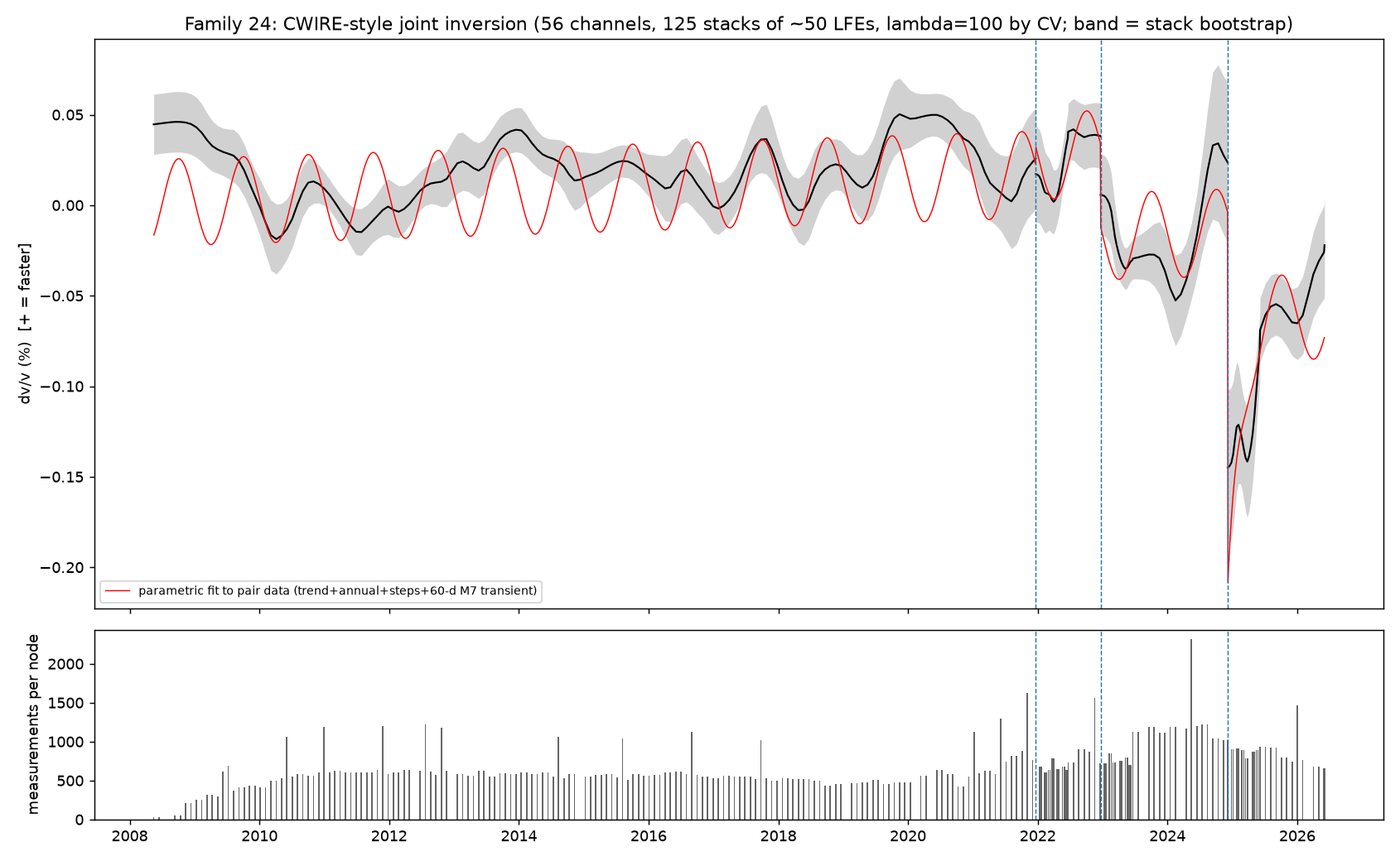 Family 24: CWIRE-style joint inversion (56 channels, 125 stacks of ~50 LFEs, lambda=100 by CV; band = stack bootstrap)
dv/v (%)  [+ = faster]
0.05
0.00
−0.05
−0.10
−0.15
−0.20
parametric fit to pair data (trend+annual+steps+60-d M7 transient)
measurements per node
2000
1500
1000
500
0
2008 2010 2012 2014 2016 2018 2020 2022 2024 2026